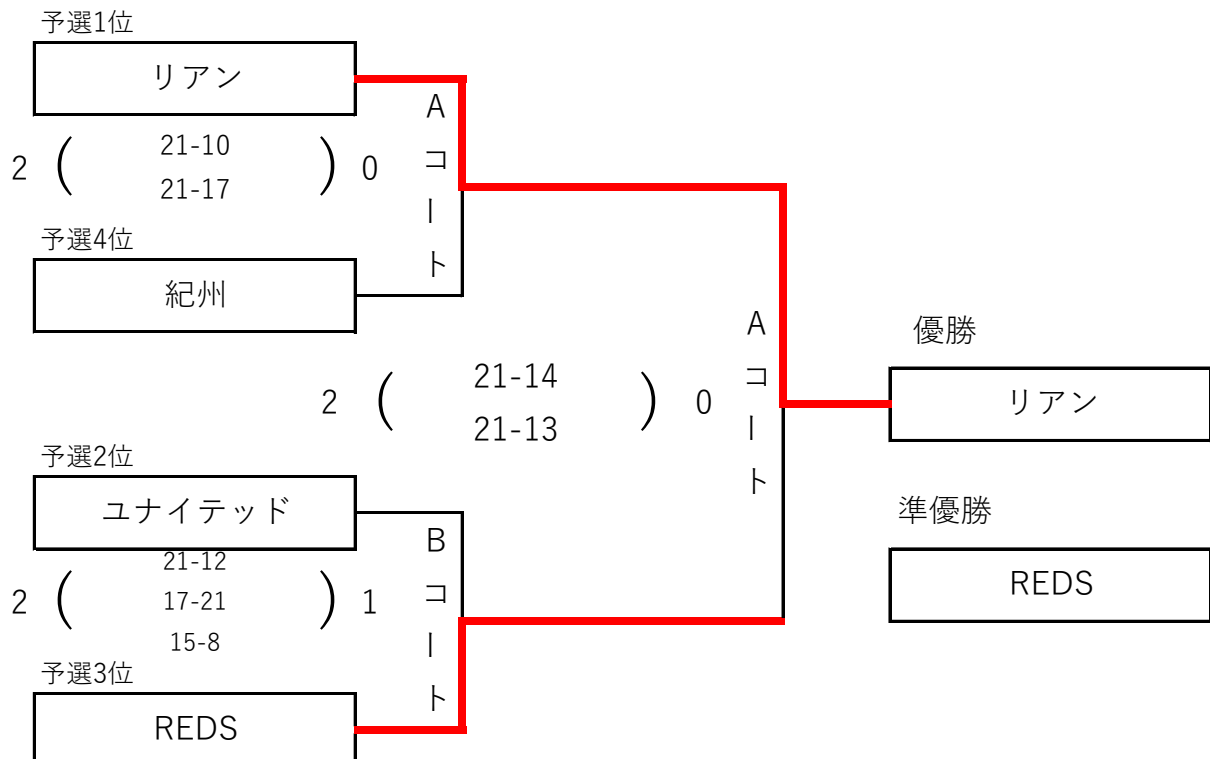 予選1位
リアン
2 ( 21-10 ) 0
21-17
Aコート
予選4位
紀州
2 ( 21-14 ) 0
21-13
Aコート
優勝
リアン
予選2位
ユナイテッド
21-12
2 ( 17-21 ) 1
15-8
Bコート
準優勝
REDS
予選3位
REDS